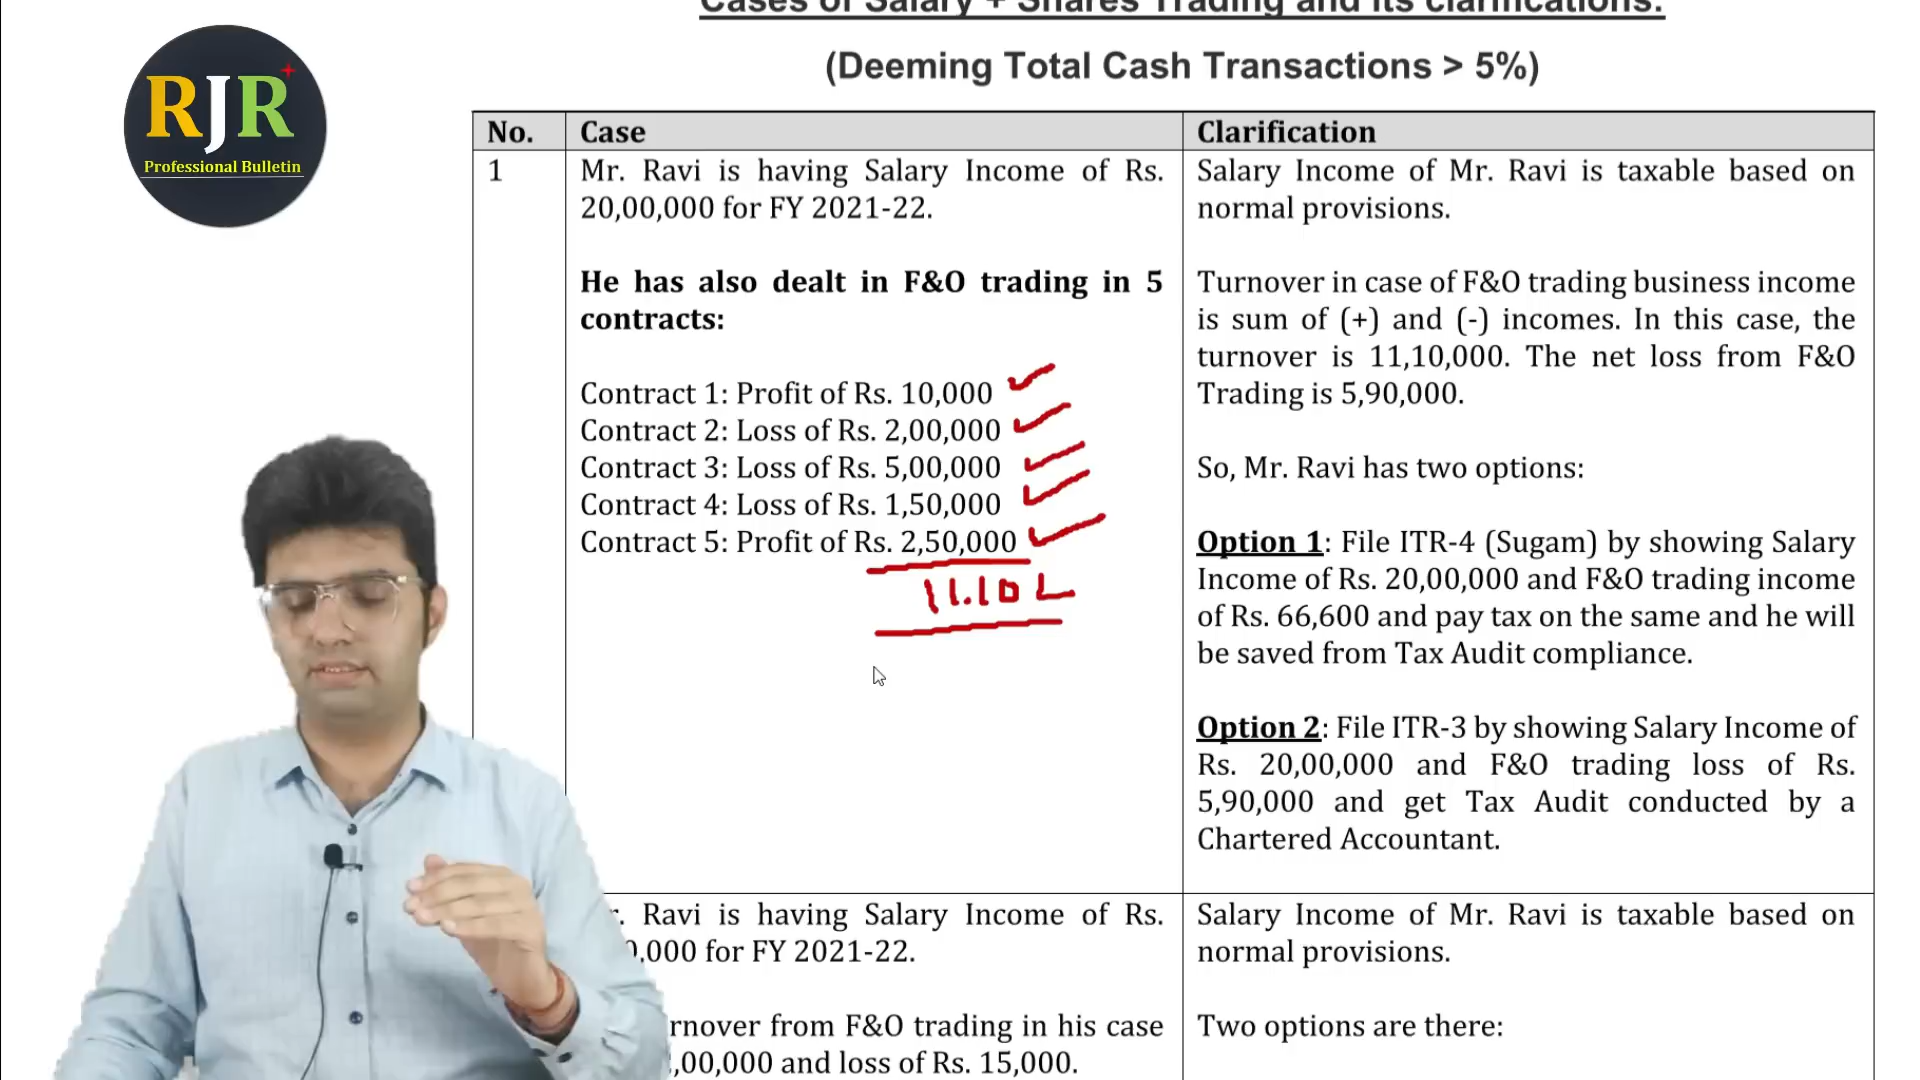 Cases of Salary + Shares Trading and its clarifications:
(Deeming Total Cash Transactions > 5%)
RJR
Professional Bulletin
No.
Case
Clarification
1
Mr. Ravi is having Salary Income of Rs.
20,00,000 for FY 2021-22.
He has also dealt in F&O trading in 5
contracts:
Contract 1: Profit of Rs. 10,000
Contract 2: Loss of Rs. 2,00,000
Contract 3: Loss of Rs. 5,00,000
Contract 4: Loss of Rs. 1,50,000
Contract 5: Profit of Rs. 2,50,000
11.10 L
Salary Income of Mr. Ravi is taxable based on
normal provisions.
Turnover in case of F&O trading business income
is sum of (+) and (-) incomes. In this case, the
turnover is 11,10,000. The net loss from F&O
Trading is 5,90,000.
So, Mr. Ravi has two options:
Option 1: File ITR-4 (Sugam) by showing Salary
Income of Rs. 20,00,000 and F&O trading income
of Rs. 66,600 and pay tax on the same and he will
be saved from Tax Audit compliance.
Option 2: File ITR-3 by showing Salary Income of
Rs. 20,00,000 and F&O trading loss of Rs.
5,90,000 and get Tax Audit conducted by a
Chartered Accountant.
Ravi is having Salary Income of Rs.
,000 for FY 2021-22.
rnover from F&O trading in his case
,00,000 and loss of Rs. 15,000.
Salary Income of Mr. Ravi is taxable based on
normal provisions.
Two options are there: